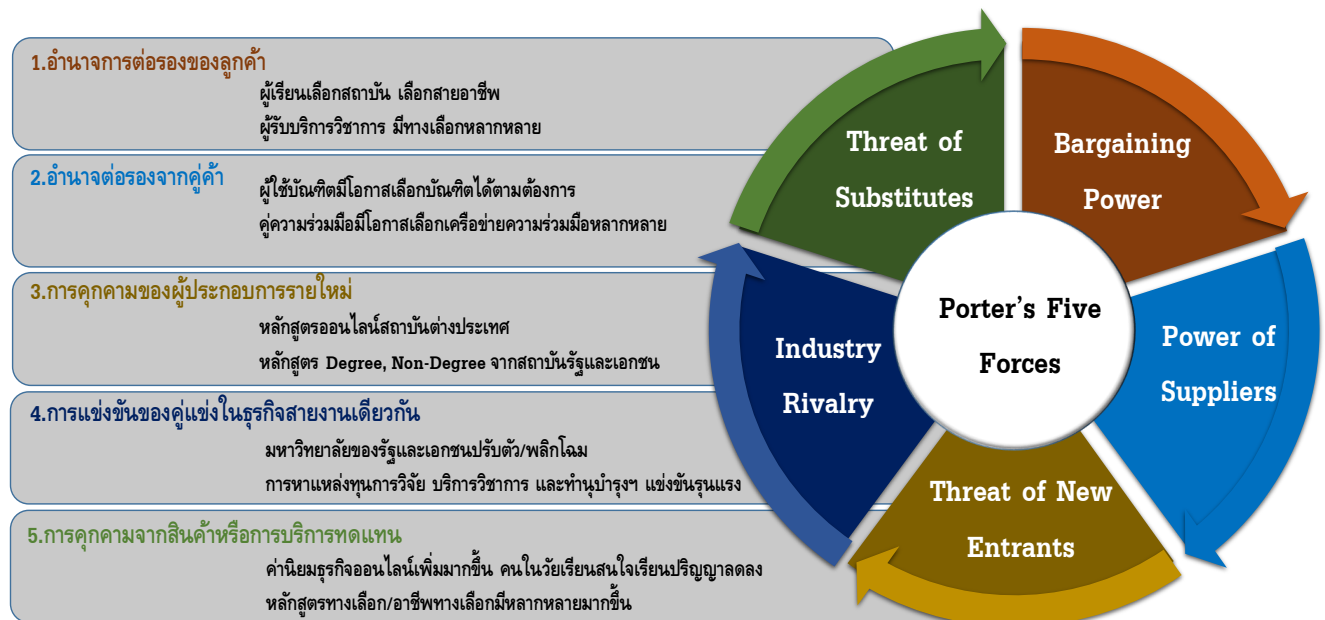 1.อำนาจการต่อรองของลูกค้า
ผู้เรียนเลือกสถาบัน เลือกสายอาชีพ
ผู้รับบริการวิชาการ มีทางเลือกหลากหลาย
2.อำนาจต่อรองจากคู่ค้า
ผู้ใช้บัณฑิตมีโอกาสเลือกบัณฑิตได้ตามต้องการ
คู่ความร่วมมือมีโอกาสเลือกเครือข่ายความร่วมมือหลากหลาย
3.การคุกคามของผู้ประกอบการรายใหม่
หลักสูตรออนไลน์สถาบันต่างประเทศ
หลักสูตร Degree, Non-Degree จากสถาบันรัฐและเอกชน
4.การแข่งขันของคู่แข่งในธุรกิจสายงานเดียวกัน
มหาวิทยาลัยของรัฐและเอกชนปรับตัว/พลิกโฉม
การหาแหล่งทุนการวิจัย บริการวิชาการ และทำนุบำรุงฯ แข่งขันรุนแรง
5.การคุกคามจากสินค้าหรือการบริการทดแทน
ค่านิยมธุรกิจออนไลน์เพิ่มมากขึ้น คนในวัยเรียนสนใจเรียนปริญญาลดลง
หลักสูตรทางเลือก/อาชีพทางเลือกมีหลากหลายมากขึ้น
Threat of
Substitutes
Bargaining
Power
Porter's Five
Forces
Industry
Rivalry
Power of
Suppliers
Threat of New
Entrants